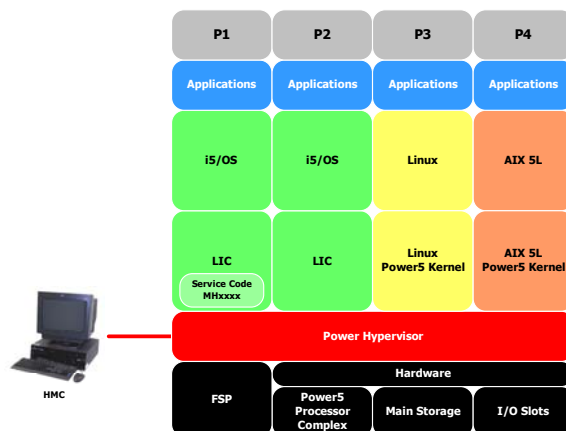 P1 P2 P3 P4
Applications Applications Applications Applications
i5/OS i5/OS Linux AIX 5L
LIC LIC Linux AIX 5L
Power5 Kernel Power5 Kernel
Service Code
MHxxxx
Power Hypervisor
HMC
Hardware
FSP Power5 Main Storage I/O Slots
Processor
Complex